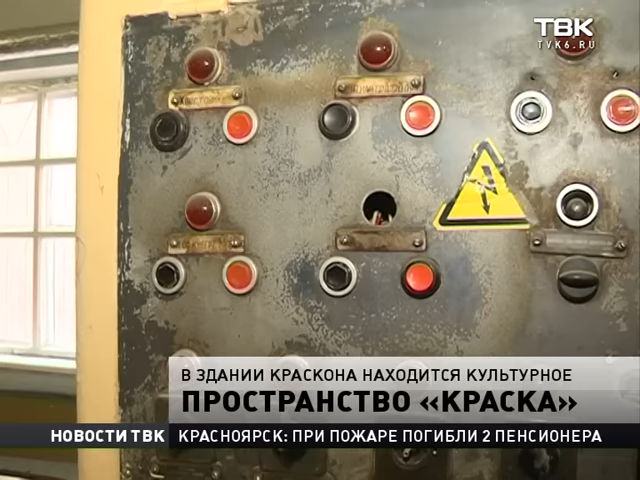 ТВК
TVK6.RU
В ЗДАНИИ КРАСКОНА НАХОДИТСЯ КУЛЬТУРНОЕ
ПРОСТРАНСТВО «КРАСКА»
НОВОСТИ ТВК
КРАСНОЯРСК: ПРИ ПОЖАРЕ ПОГИБЛИ 2 ПЕНСИОНЕРА